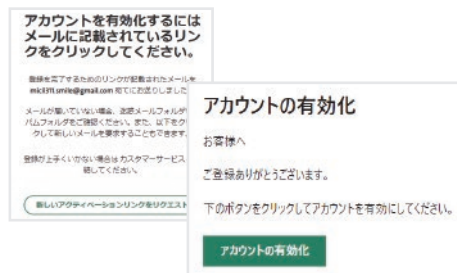 アカウントを有効化するには
メールに記載されているリン
クをクリックしてください。
登録を完了するためのリンクが記載されたメールを
宛てにお送りしました
メールが届いていない場合、迷惑メールフォルダ
パムフォルダをご確認ください。また、以下をク
クして新しいメールを要求することもできます。
登録が上手くいかない場合は カスタマーサービス
絡してください。
新しいアクティベーションリンクをリクエスト
アカウントの有効化
お客様へ
ご登録ありがとうございます。
下のボタンをクリックしてアカウントを有効にしてください。
アカウントの有効化